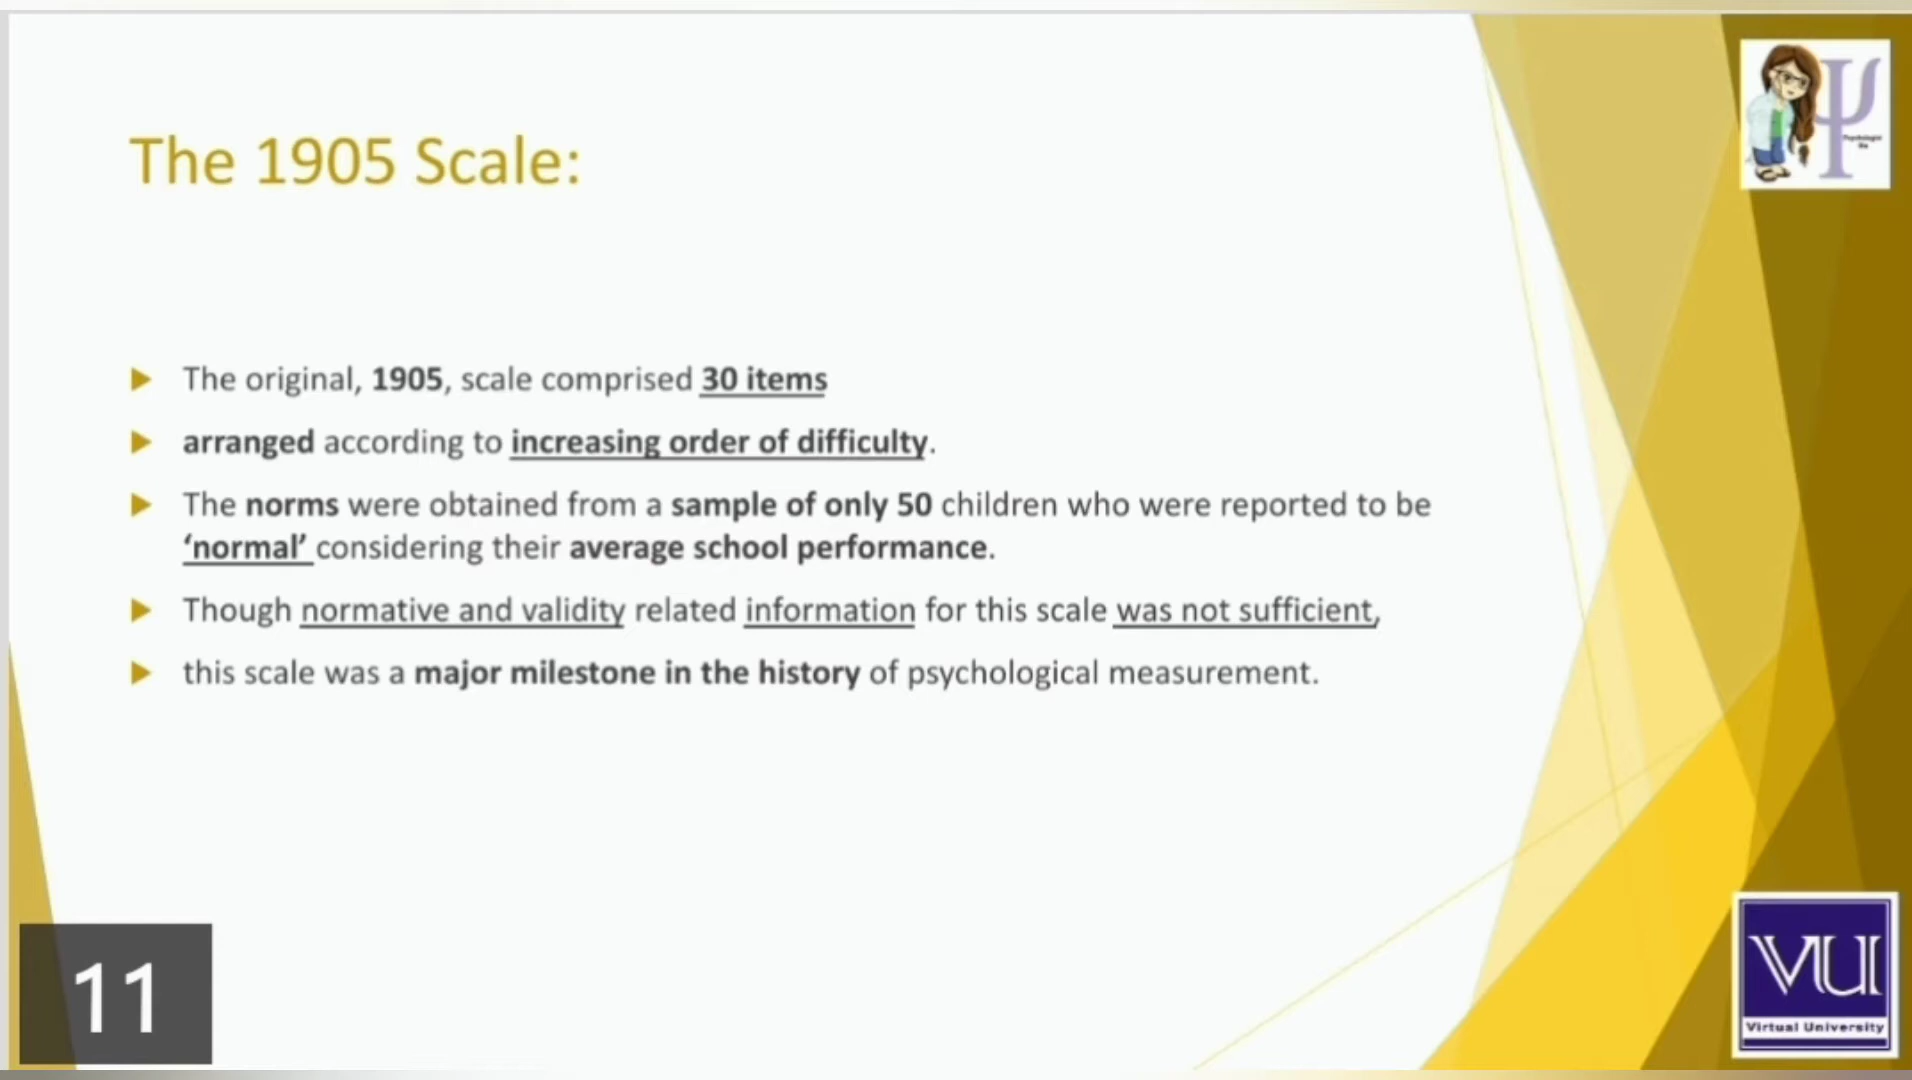 The 1905 Scale:
The original, 1905, scale comprised 30 items
arranged according to increasing order of difficulty.
The norms were obtained from a sample of only 50 children who were reported to be
‘normal’ considering their average school performance.
Though normative and validity related information for this scale was not sufficient,
this scale was a major milestone in the history of psychological measurement.
11
VU
Virtual University